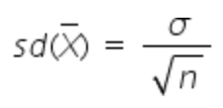 sd(X̄) = σ / √n